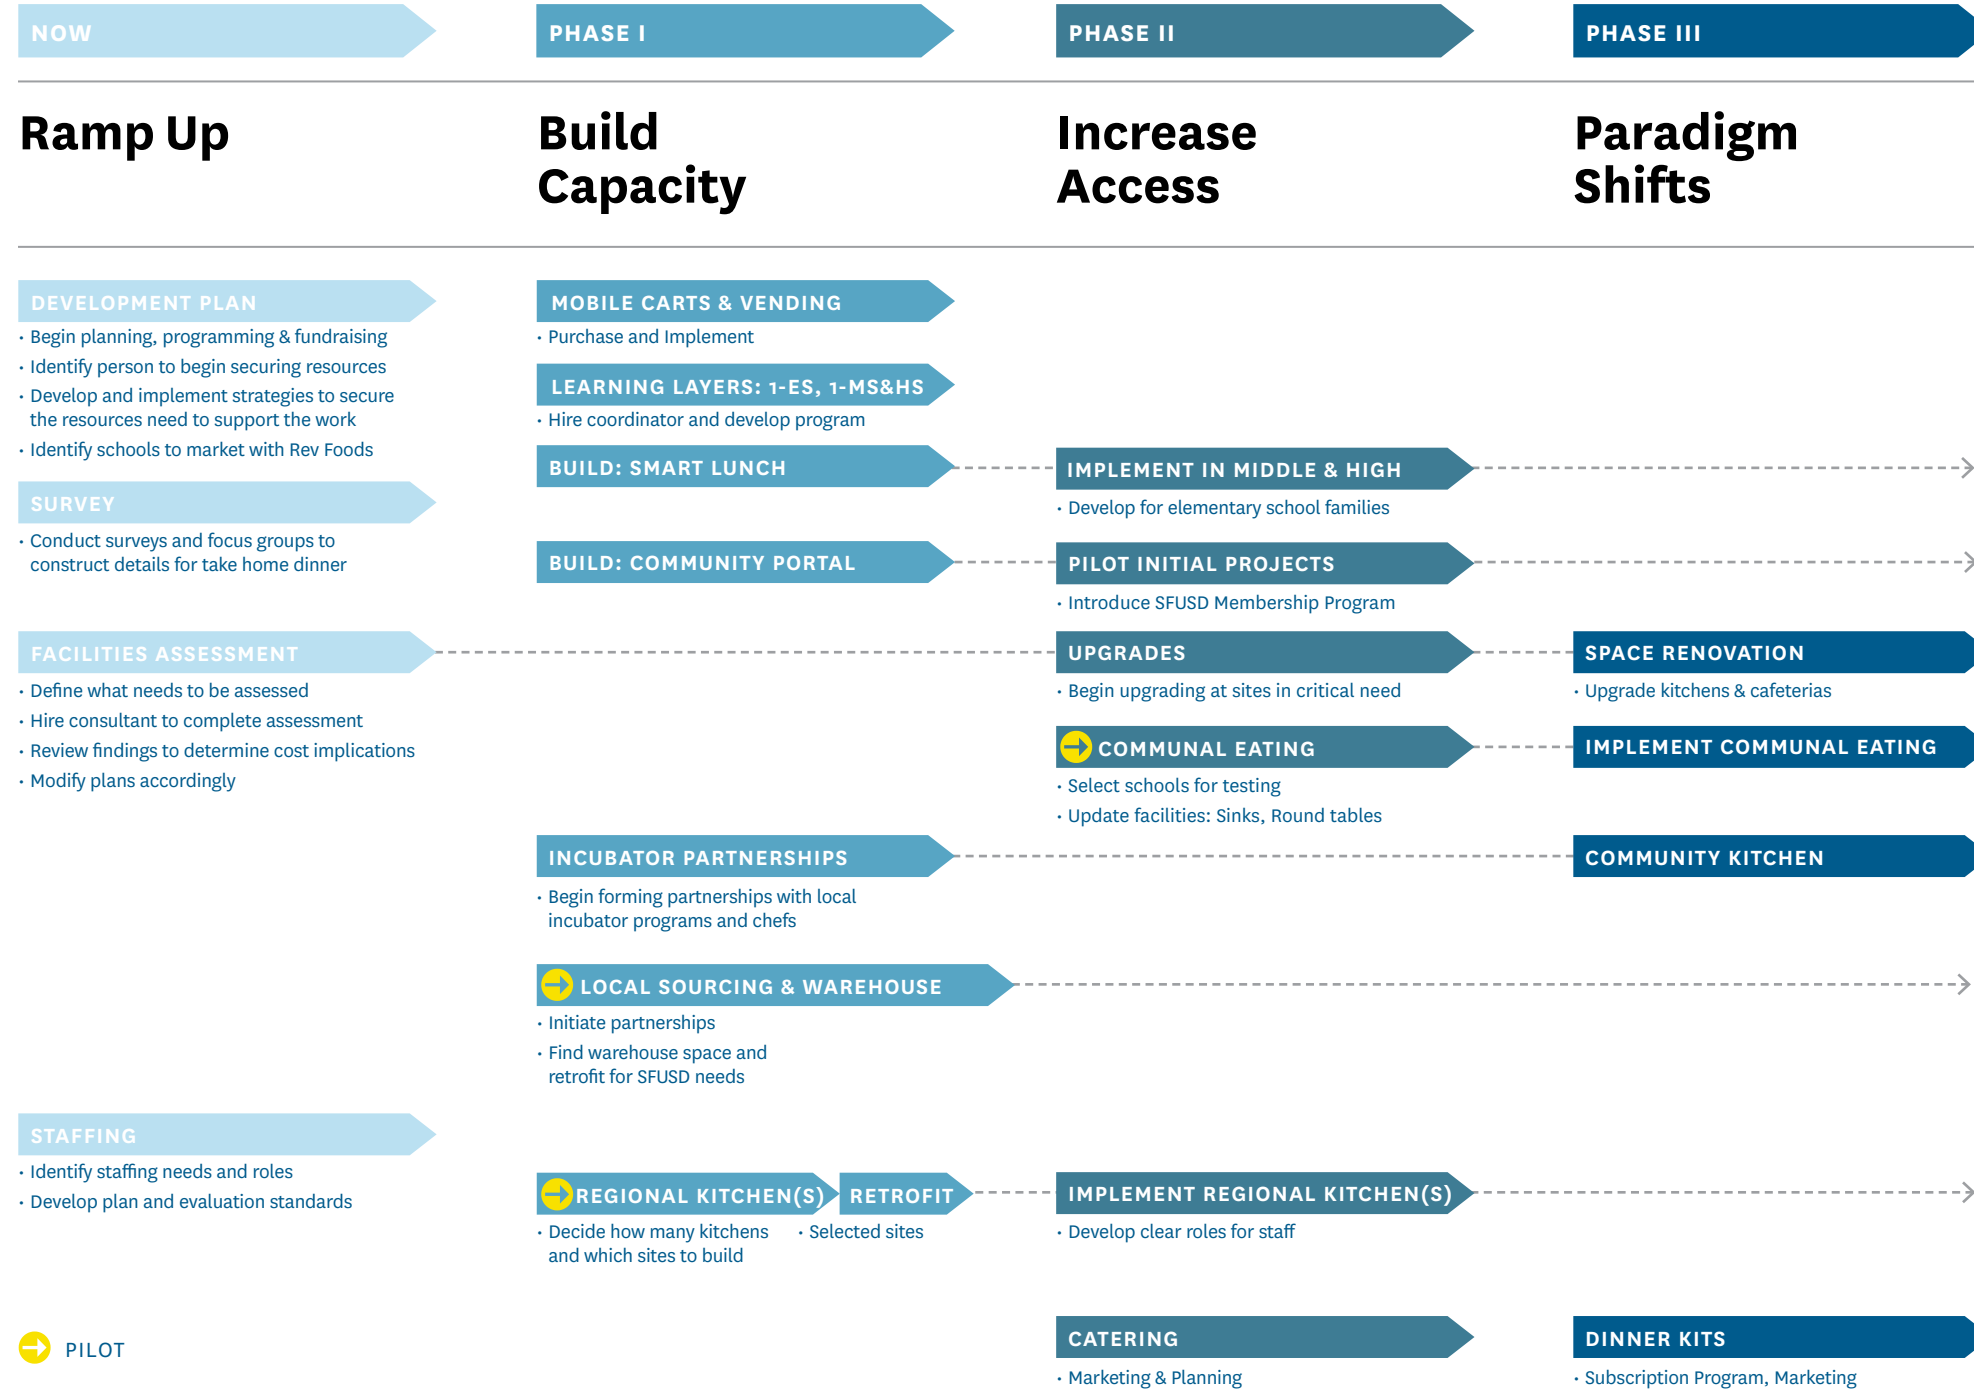 NOW
PHASE I
PHASE II
PHASE III
Ramp Up
Build
Capacity
Increase
Access
Paradigm
Shifts
DEVELOPMENT PLAN
· Begin planning, programming & fundraising
· Identify person to begin securing resources
· Develop and implement strategies to secure
the resources need to support the work
· Identify schools to market with Rev Foods
SURVEY
· Conduct surveys and focus groups to
construct details for take home dinner
FACILITIES ASSESSMENT
· Define what needs to be assessed
· Hire consultant to complete assessment
· Review findings to determine cost implications
· Modify plans accordingly
STAFFING
· Identify staffing needs and roles
· Develop plan and evaluation standards
MOBILE CARTS & VENDING
· Purchase and Implement
LEARNING LAYERS: 1-ES, 1-MS&HS
· Hire coordinator and develop program
BUILD: SMART LUNCH
BUILD: COMMUNITY PORTAL
INCUBATOR PARTNERSHIPS
· Begin forming partnerships with local
incubator programs and chefs
LOCAL SOURCING & WAREHOUSE
· Initiate partnerships
· Find warehouse space and
retrofit for SFUSD needs
REGIONAL KITCHEN(S)
· Decide how many kitchens
and which sites to build
RETROFIT
· Selected sites
IMPLEMENT IN MIDDLE & HIGH
· Develop for elementary school families
PILOT INITIAL PROJECTS
· Introduce SFUSD Membership Program
UPGRADES
· Begin upgrading at sites in critical need
COMMUNAL EATING
· Select schools for testing
· Update facilities: Sinks, Round tables
IMPLEMENT REGIONAL KITCHEN(S)
· Develop clear roles for staff
CATERING
· Marketing & Planning
SPACE RENOVATION
· Upgrade kitchens & cafeterias
IMPLEMENT COMMUNAL EATING
COMMUNITY KITCHEN
DINNER KITS
· Subscription Program, Marketing
PILOT